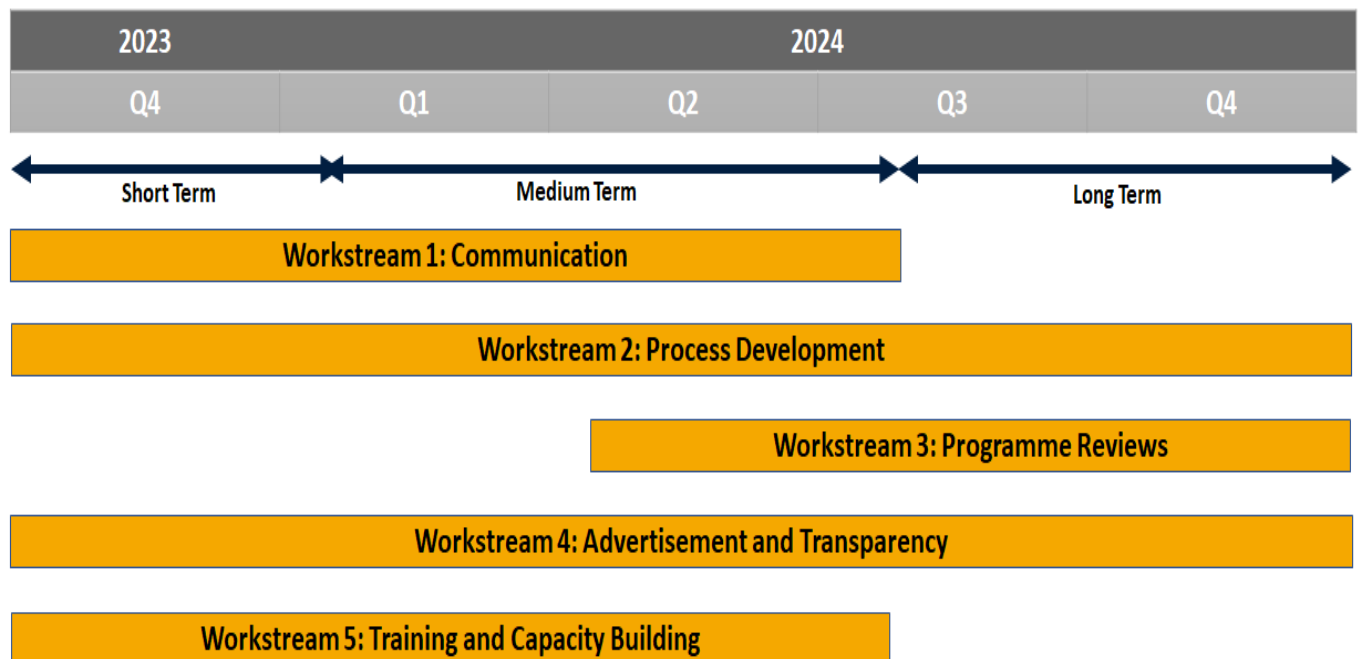 2023 2024
Q4 Q1 Q2 Q3 Q4
Short Term Medium Term Long Term
Workstream 1: Communication
Workstream 2: Process Development
Workstream 3: Programme Reviews
Workstream 4: Advertisement and Transparency
Workstream 5: Training and Capacity Building